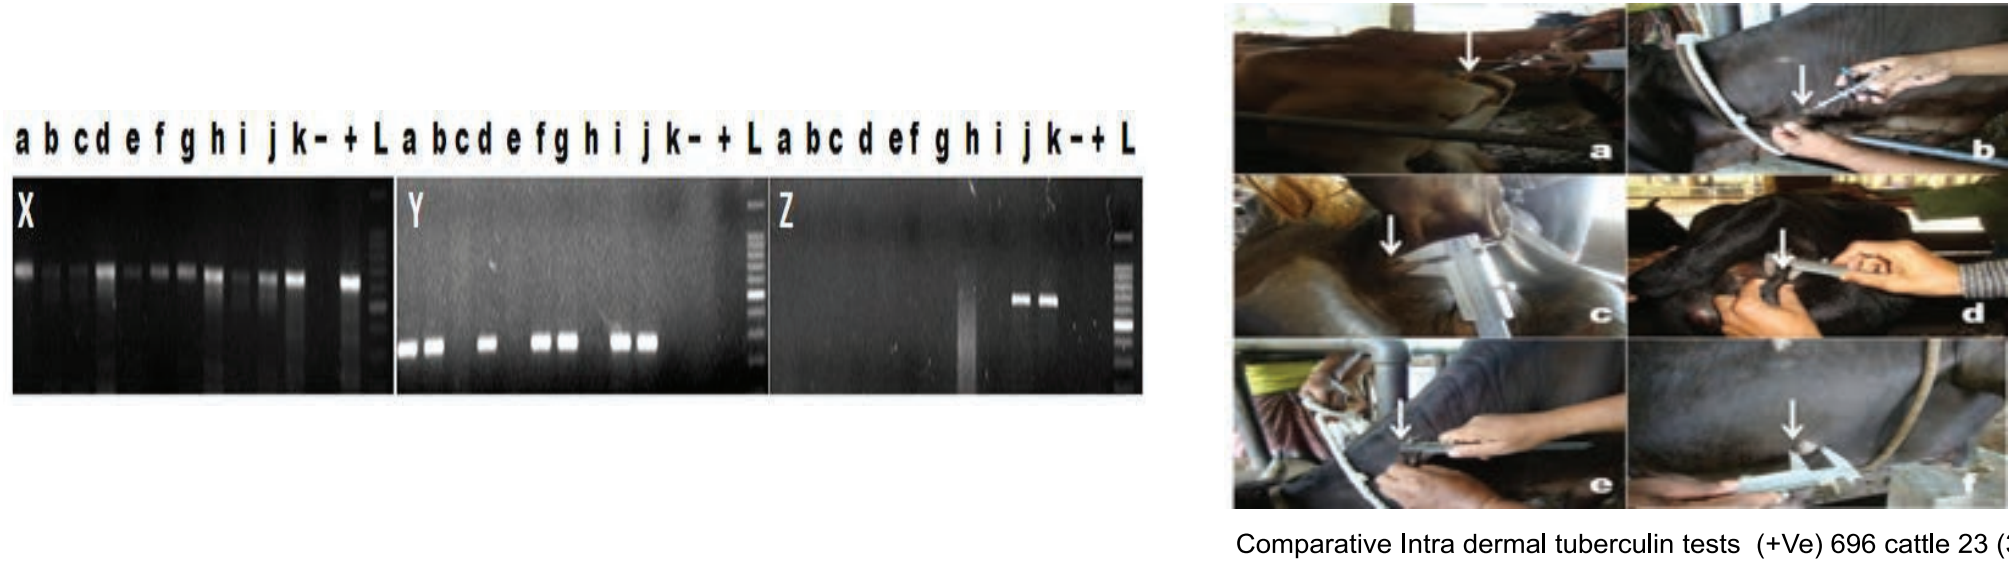 a b c d e f g h i j k - + L a b c d e f g h i j k - + L a b c d e f g h i j k - + L
X Y Z
a b
c d
e f
Comparative Intra dermal tuberculin tests (+Ve) 696 cattle 23 (